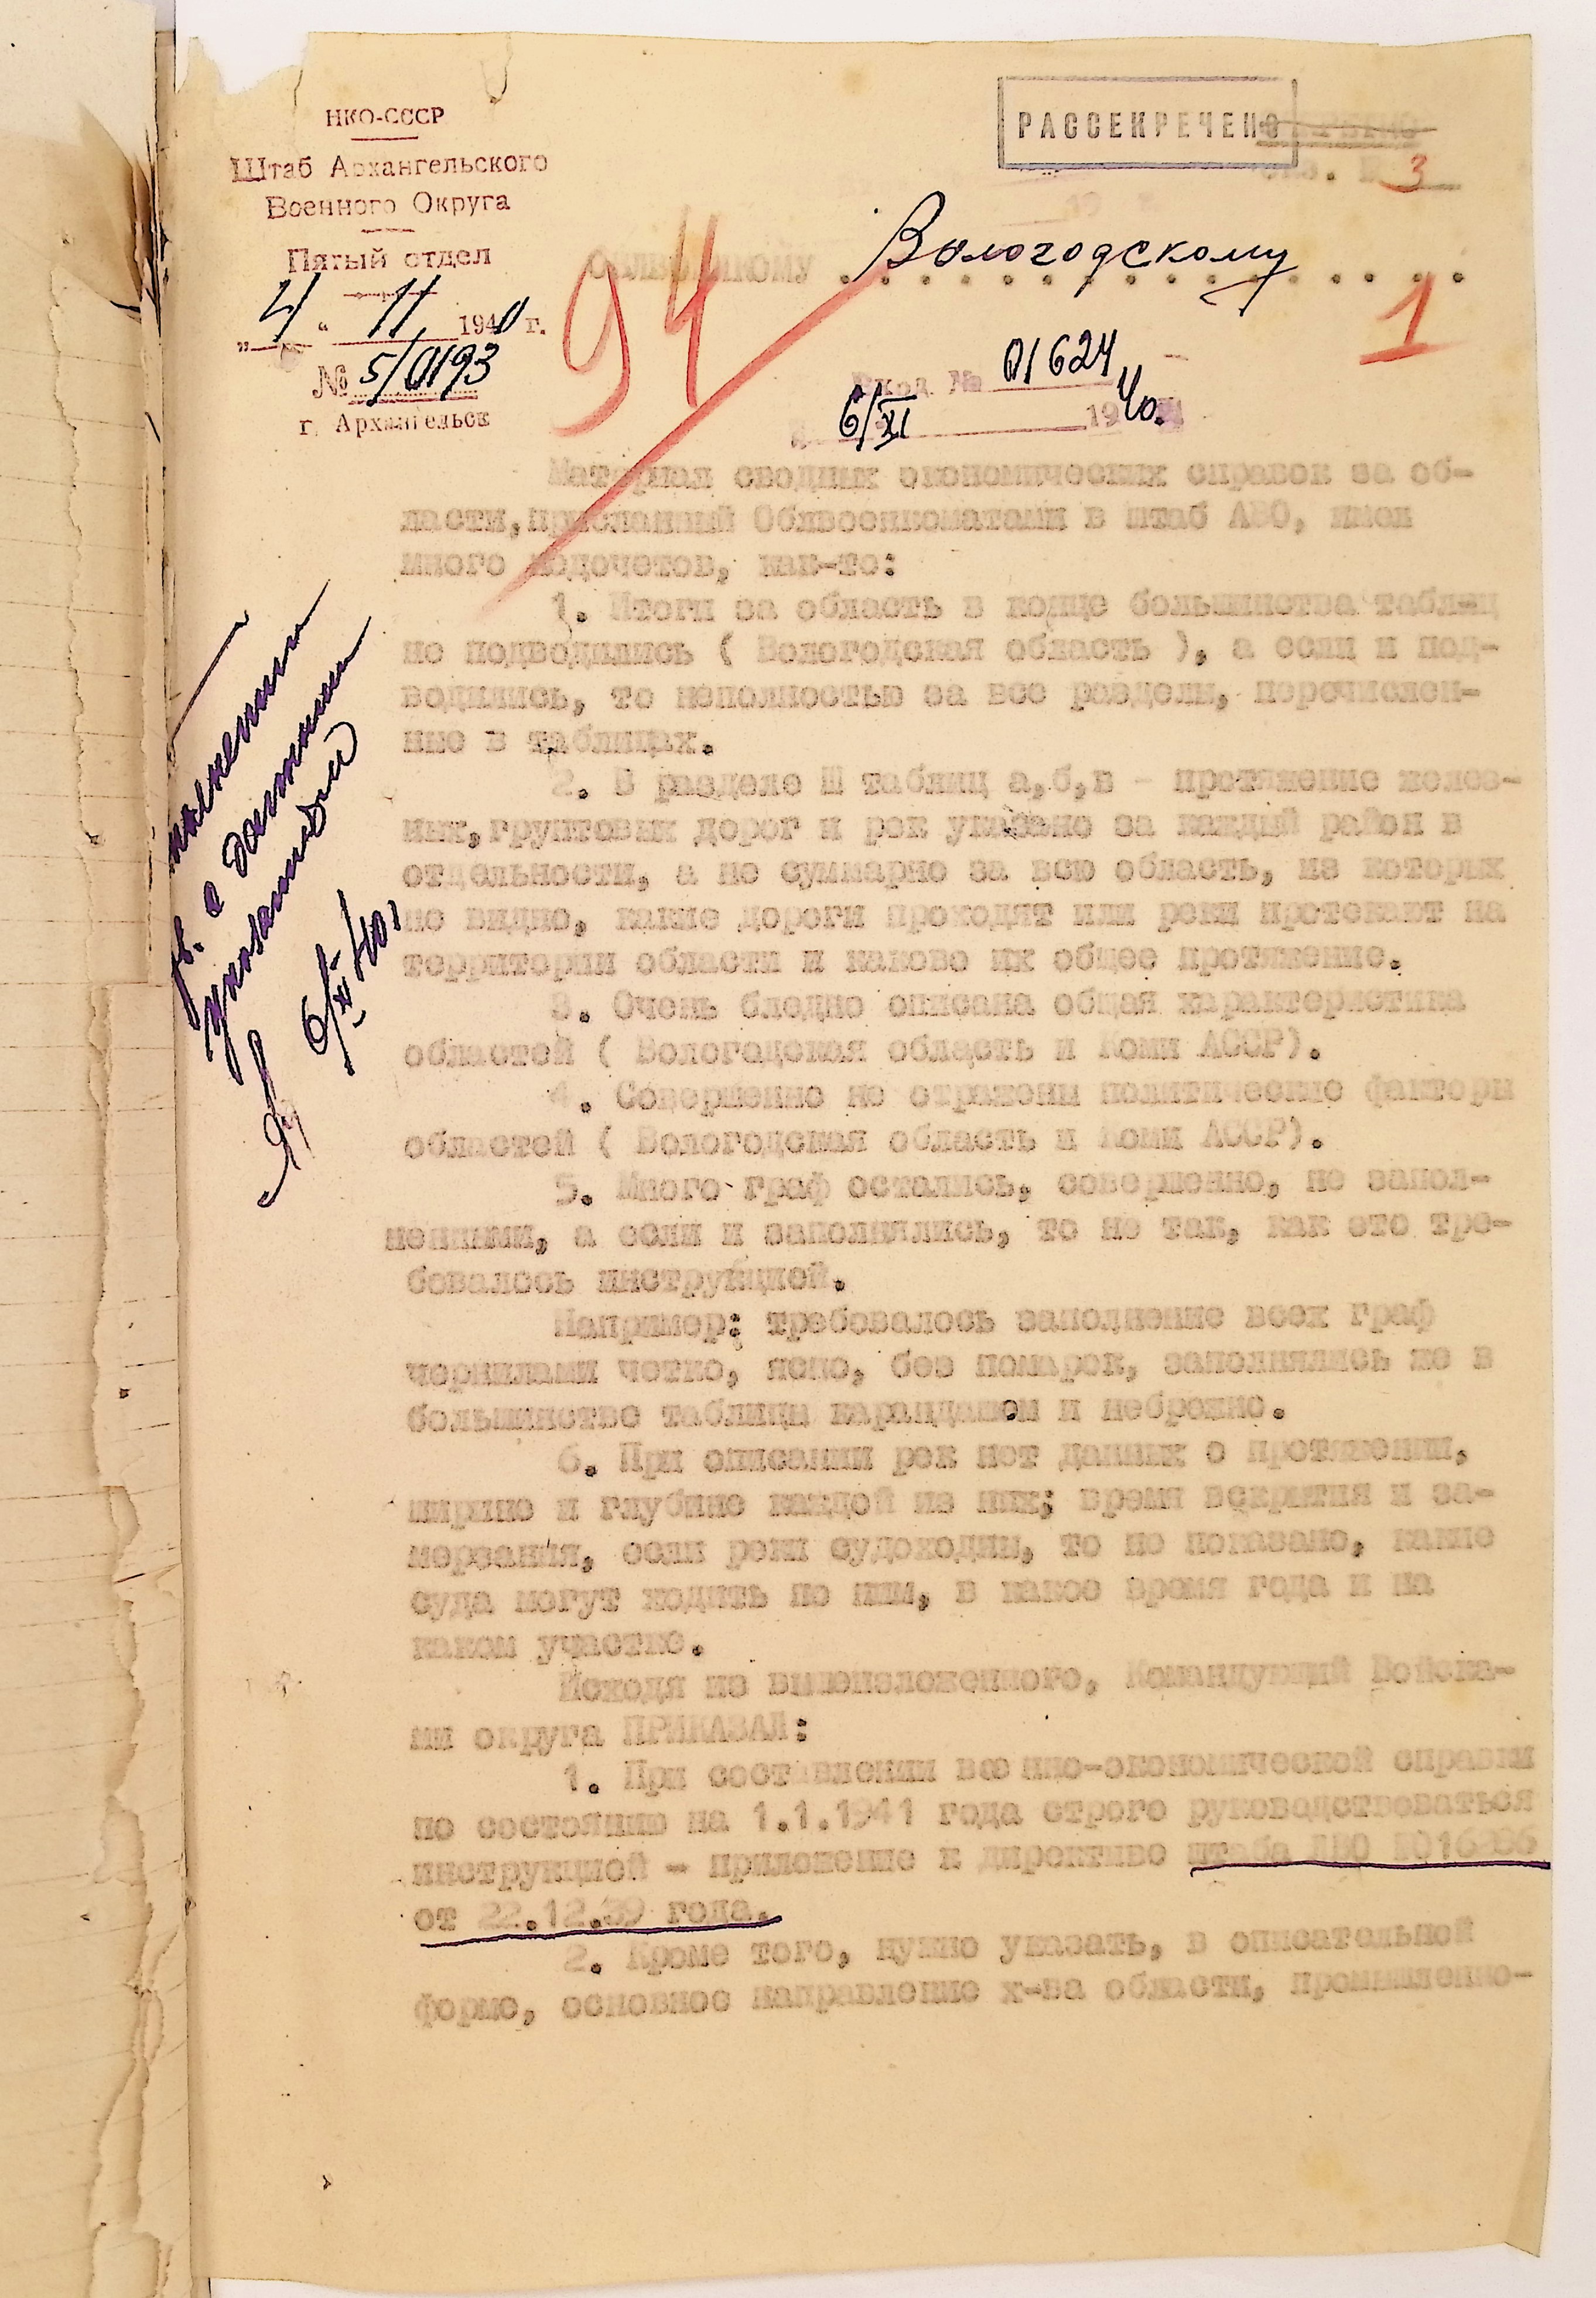 НКО-СССР
Штаб Архангельского
Военного Округа
Пятый отдел
"4" 11 1940 г.
№ 5/0193
г. Архангельск
РАССЕКРЕЧЕНО
Экз. № 3
94
Облвоенкому Вологодскому
1
Вход. № 01624
6/XI 1940.
Материал сводных экономических справок за об-
ласти, присланный Облвоенкоматами в штаб АВО, имел
много недочетов, как-то:
1. Итоги за область в конце большинства таблиц
не подводились ( Вологодская область ), а если и под-
водились, то неполностью за все разделы, перечислен-
ные в таблицах.
2. В разделе Ш таблиц а,б,в - протяжение желез-
ных, грунтовых дорог и рек указано за каждый район в
отдельности, а не суммарно за всю область, из которых
не видно, какие дороги проходят или реки протекают на
территории области и каково их общее протяжение.
3. Очень бледно описана общая характеристика
областей ( Вологодская область и Коми АССР).
4. Совершенно не отражены политические факторы
областей ( Вологодская область и Коми АССР).
5. Много граф остались, совершенно, не запол-
ненными, а если и заполнялись, то не так, как это тре-
бовалось инструкцией.
Например: требовалось заполнение всех граф
чернилами четко, ясно, без помарок, заполнялись же в
большинстве таблицы карандашом и небрежно.
6. При описании рек нет данных о протяжении,
ширине и глубине каждой из них; время вскрытия и за-
мерзания, если реки судоходны, то не показано, какие
суда могут ходить по ним, в какое время года и на
каком участке.
Исходя из вышеизложенного, Командующий Войска-
ми округа ПРИКАЗАЛ:
1. При составлении военно-экономической справки
по состоянию на 1.1.1941 года строго руководствоваться
инструкцией - приложение к директиве штаба ЛВО
от 22.12.39 года.
2. Кроме того, нужно указать, в описательной
форме, основное направление х-ва области, промышленно-
указаниями
6/XI 40.